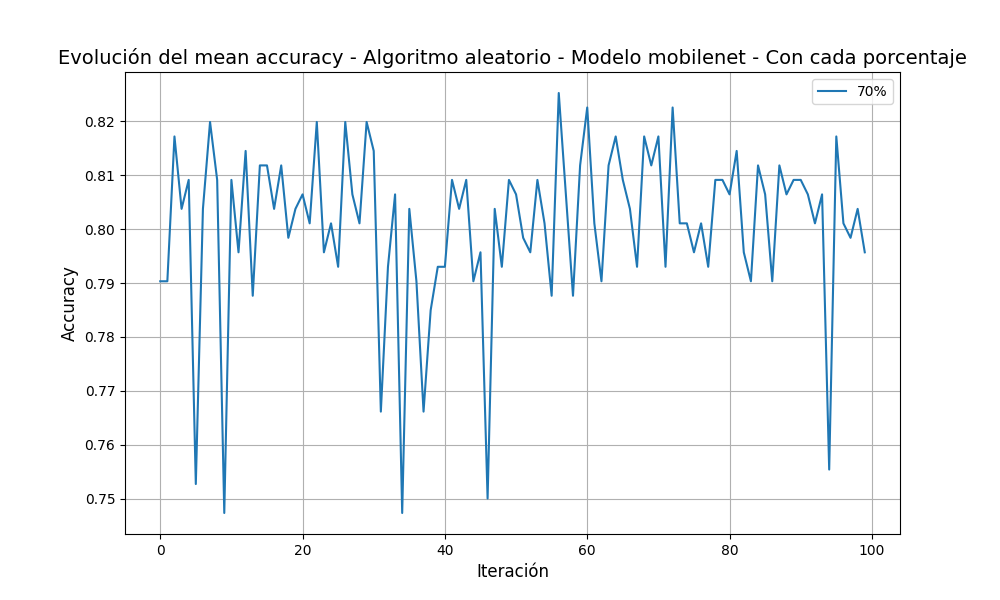 Evolución del mean accuracy - Algoritmo aleatorio - Modelo mobilenet - Con cada porcentaje
70%
Accuracy
0.82
0.81
0.80
0.79
0.78
0.77
0.76
0.75
0 20 40 60 80 100
Iteración